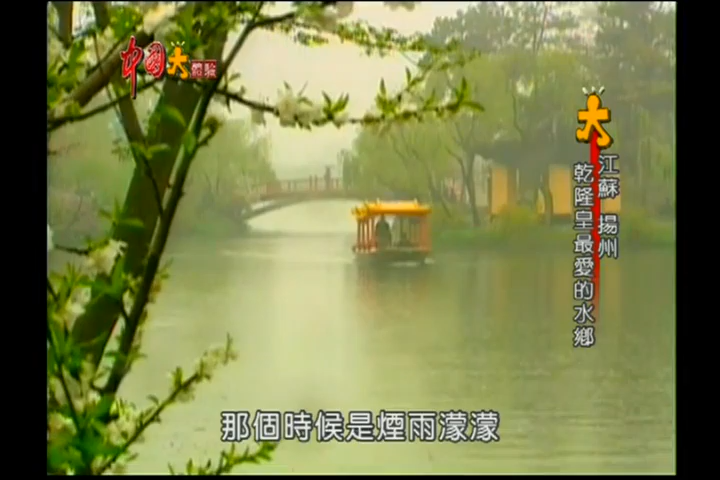 中國大體驗
大
江蘇 揚州
乾隆皇最愛的水鄉
那個時候是煙雨濛濛